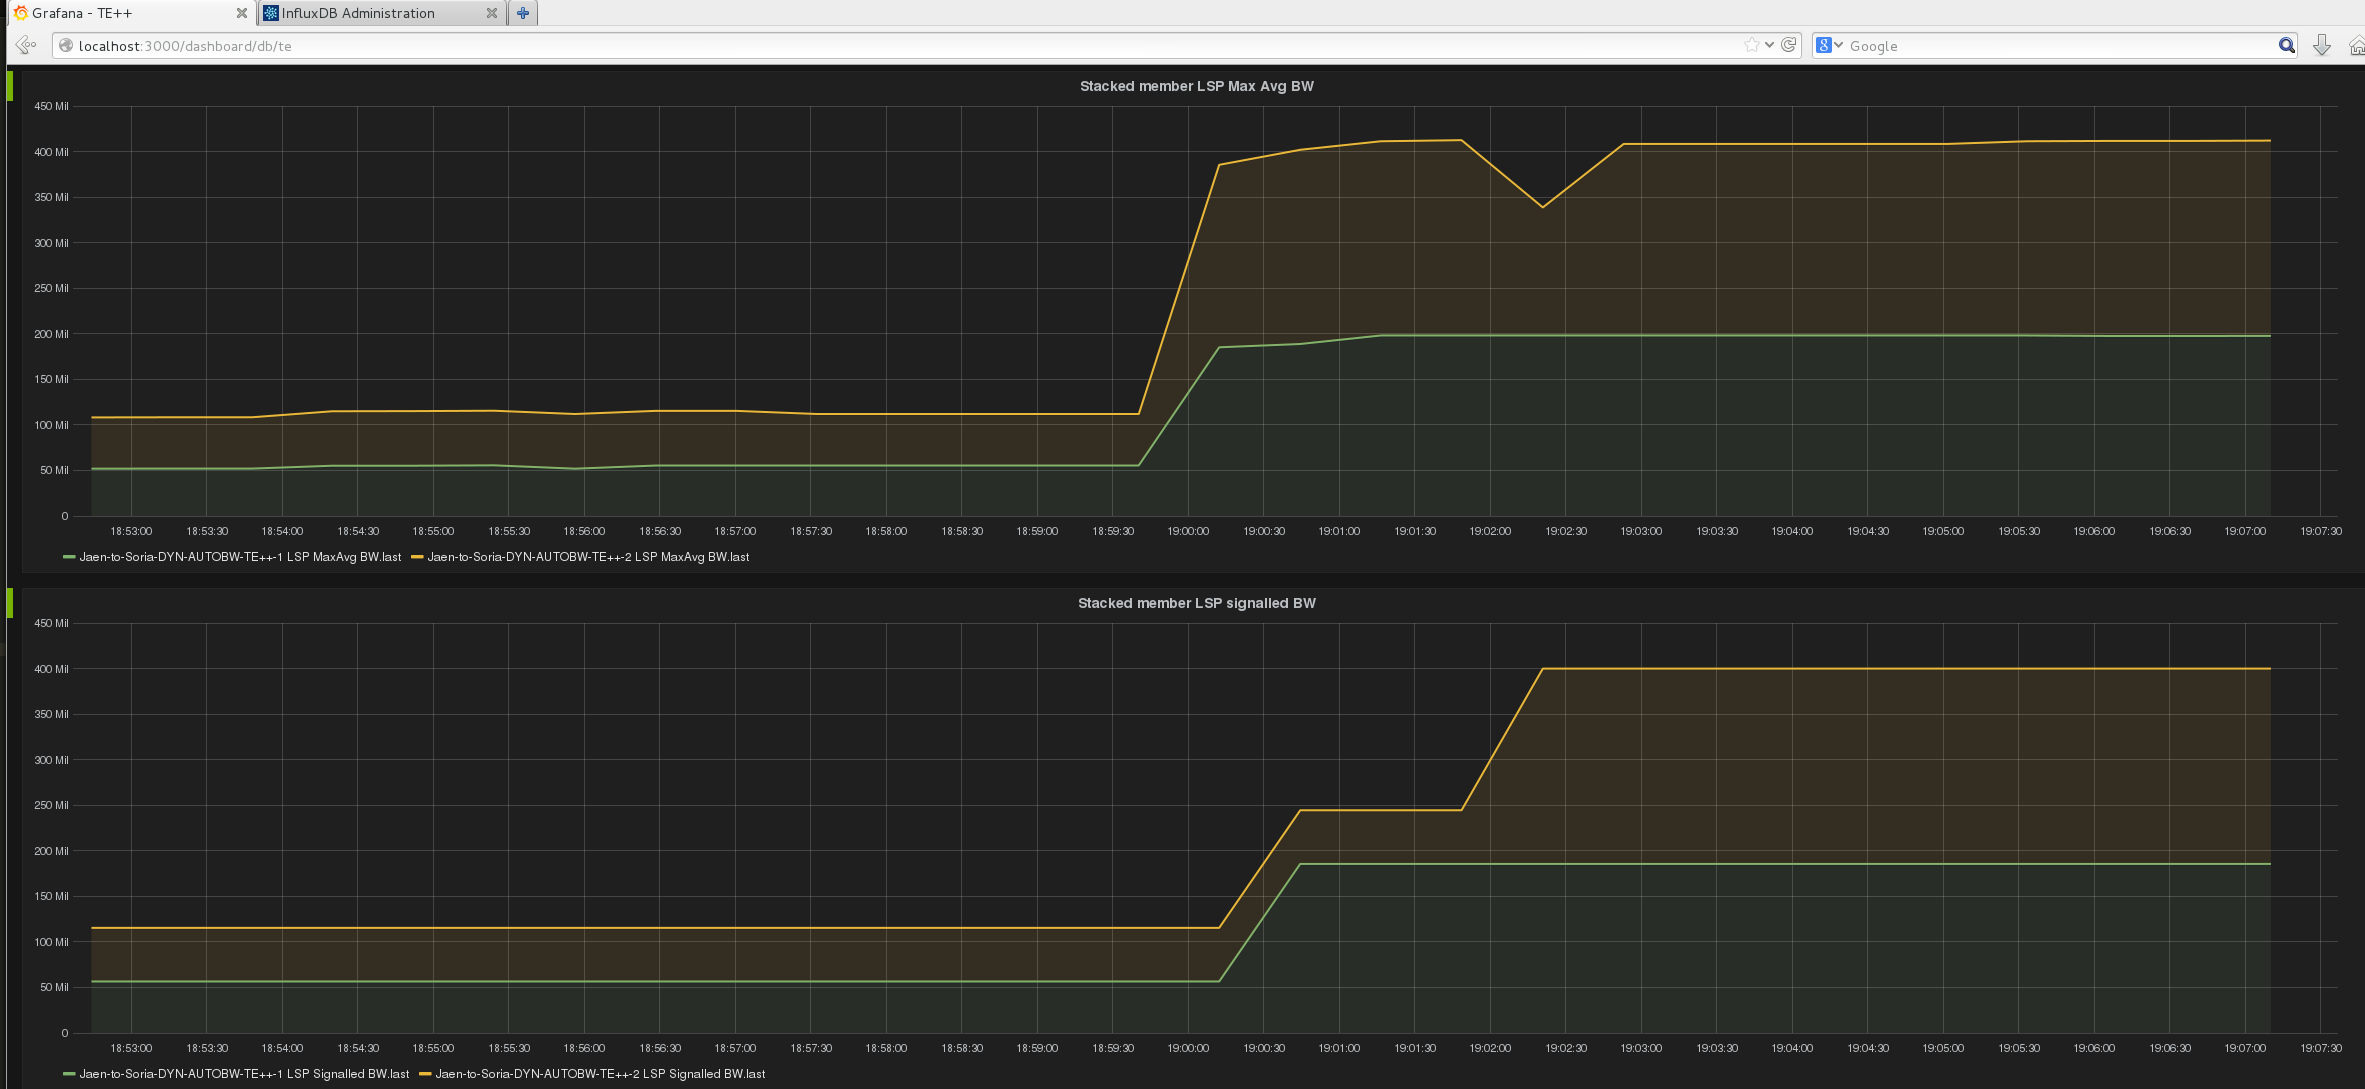 Grafana - TE++ InfluxDB Administration
localhost:3000/dashboard/db/te Google
Stacked member LSP Max Avg BW
450 Mil
400 Mil
350 Mil
300 Mil
250 Mil
200 Mil
150 Mil
100 Mil
50 Mil
0
18:53:00 18:53:30 18:54:00 18:54:30 18:55:00 18:55:30 18:56:00 18:56:30 18:57:00 18:57:30 18:58:00 18:58:30 18:59:00 18:59:30 19:00:00 19:00:30 19:01:00 19:01:30 19:02:00 19:02:30 19:03:00 19:03:30 19:04:00 19:04:30 19:05:00 19:05:30 19:06:00 19:06:30 19:07:00 19:07:30
Jaen-to-Soria-DYN-AUTOBW-TE++-1 LSP MaxAvg BW.last Jaen-to-Soria-DYN-AUTOBW-TE++-2 LSP MaxAvg BW.last
Stacked member LSP signalled BW
450 Mil
400 Mil
350 Mil
300 Mil
250 Mil
200 Mil
150 Mil
100 Mil
50 Mil
0
18:53:00 18:53:30 18:54:00 18:54:30 18:55:00 18:55:30 18:56:00 18:56:30 18:57:00 18:57:30 18:58:00 18:58:30 18:59:00 18:59:30 19:00:00 19:00:30 19:01:00 19:01:30 19:02:00 19:02:30 19:03:00 19:03:30 19:04:00 19:04:30 19:05:00 19:05:30 19:06:00 19:06:30 19:07:00 19:07:30
Jaen-to-Soria-DYN-AUTOBW-TE++-1 LSP Signalled BW.last Jaen-to-Soria-DYN-AUTOBW-TE++-2 LSP Signalled BW.last